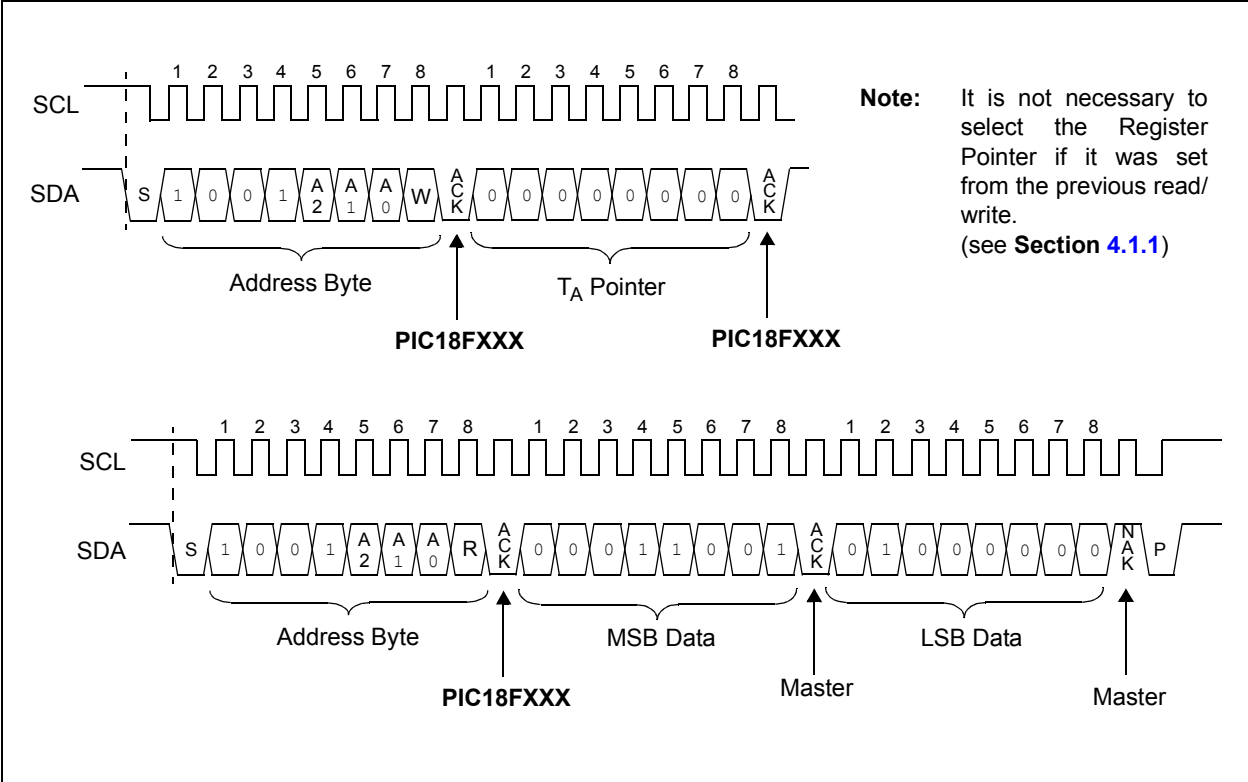 1 2 3 4 5 6 7 8 1 2 3 4 5 6 7 8
SCL
SDA
S 1 0 0 1 A2 A1 A0 W ACK 0 0 0 0 0 0 0 0 ACK
Address Byte
TA Pointer
PIC18FXXX
PIC18FXXX
Note: It is not necessary to
select the Register
Pointer if it was set
from the previous read/
write.
(see Section 4.1.1)
1 2 3 4 5 6 7 8 1 2 3 4 5 6 7 8 1 2 3 4 5 6 7 8
SCL
SDA
S 1 0 0 1 A2 A1 A0 R ACK 0 0 0 1 1 0 0 1 ACK 0 1 0 0 0 0 0 0 NAK P
Address Byte
MSB Data
LSB Data
PIC18FXXX
Master
Master